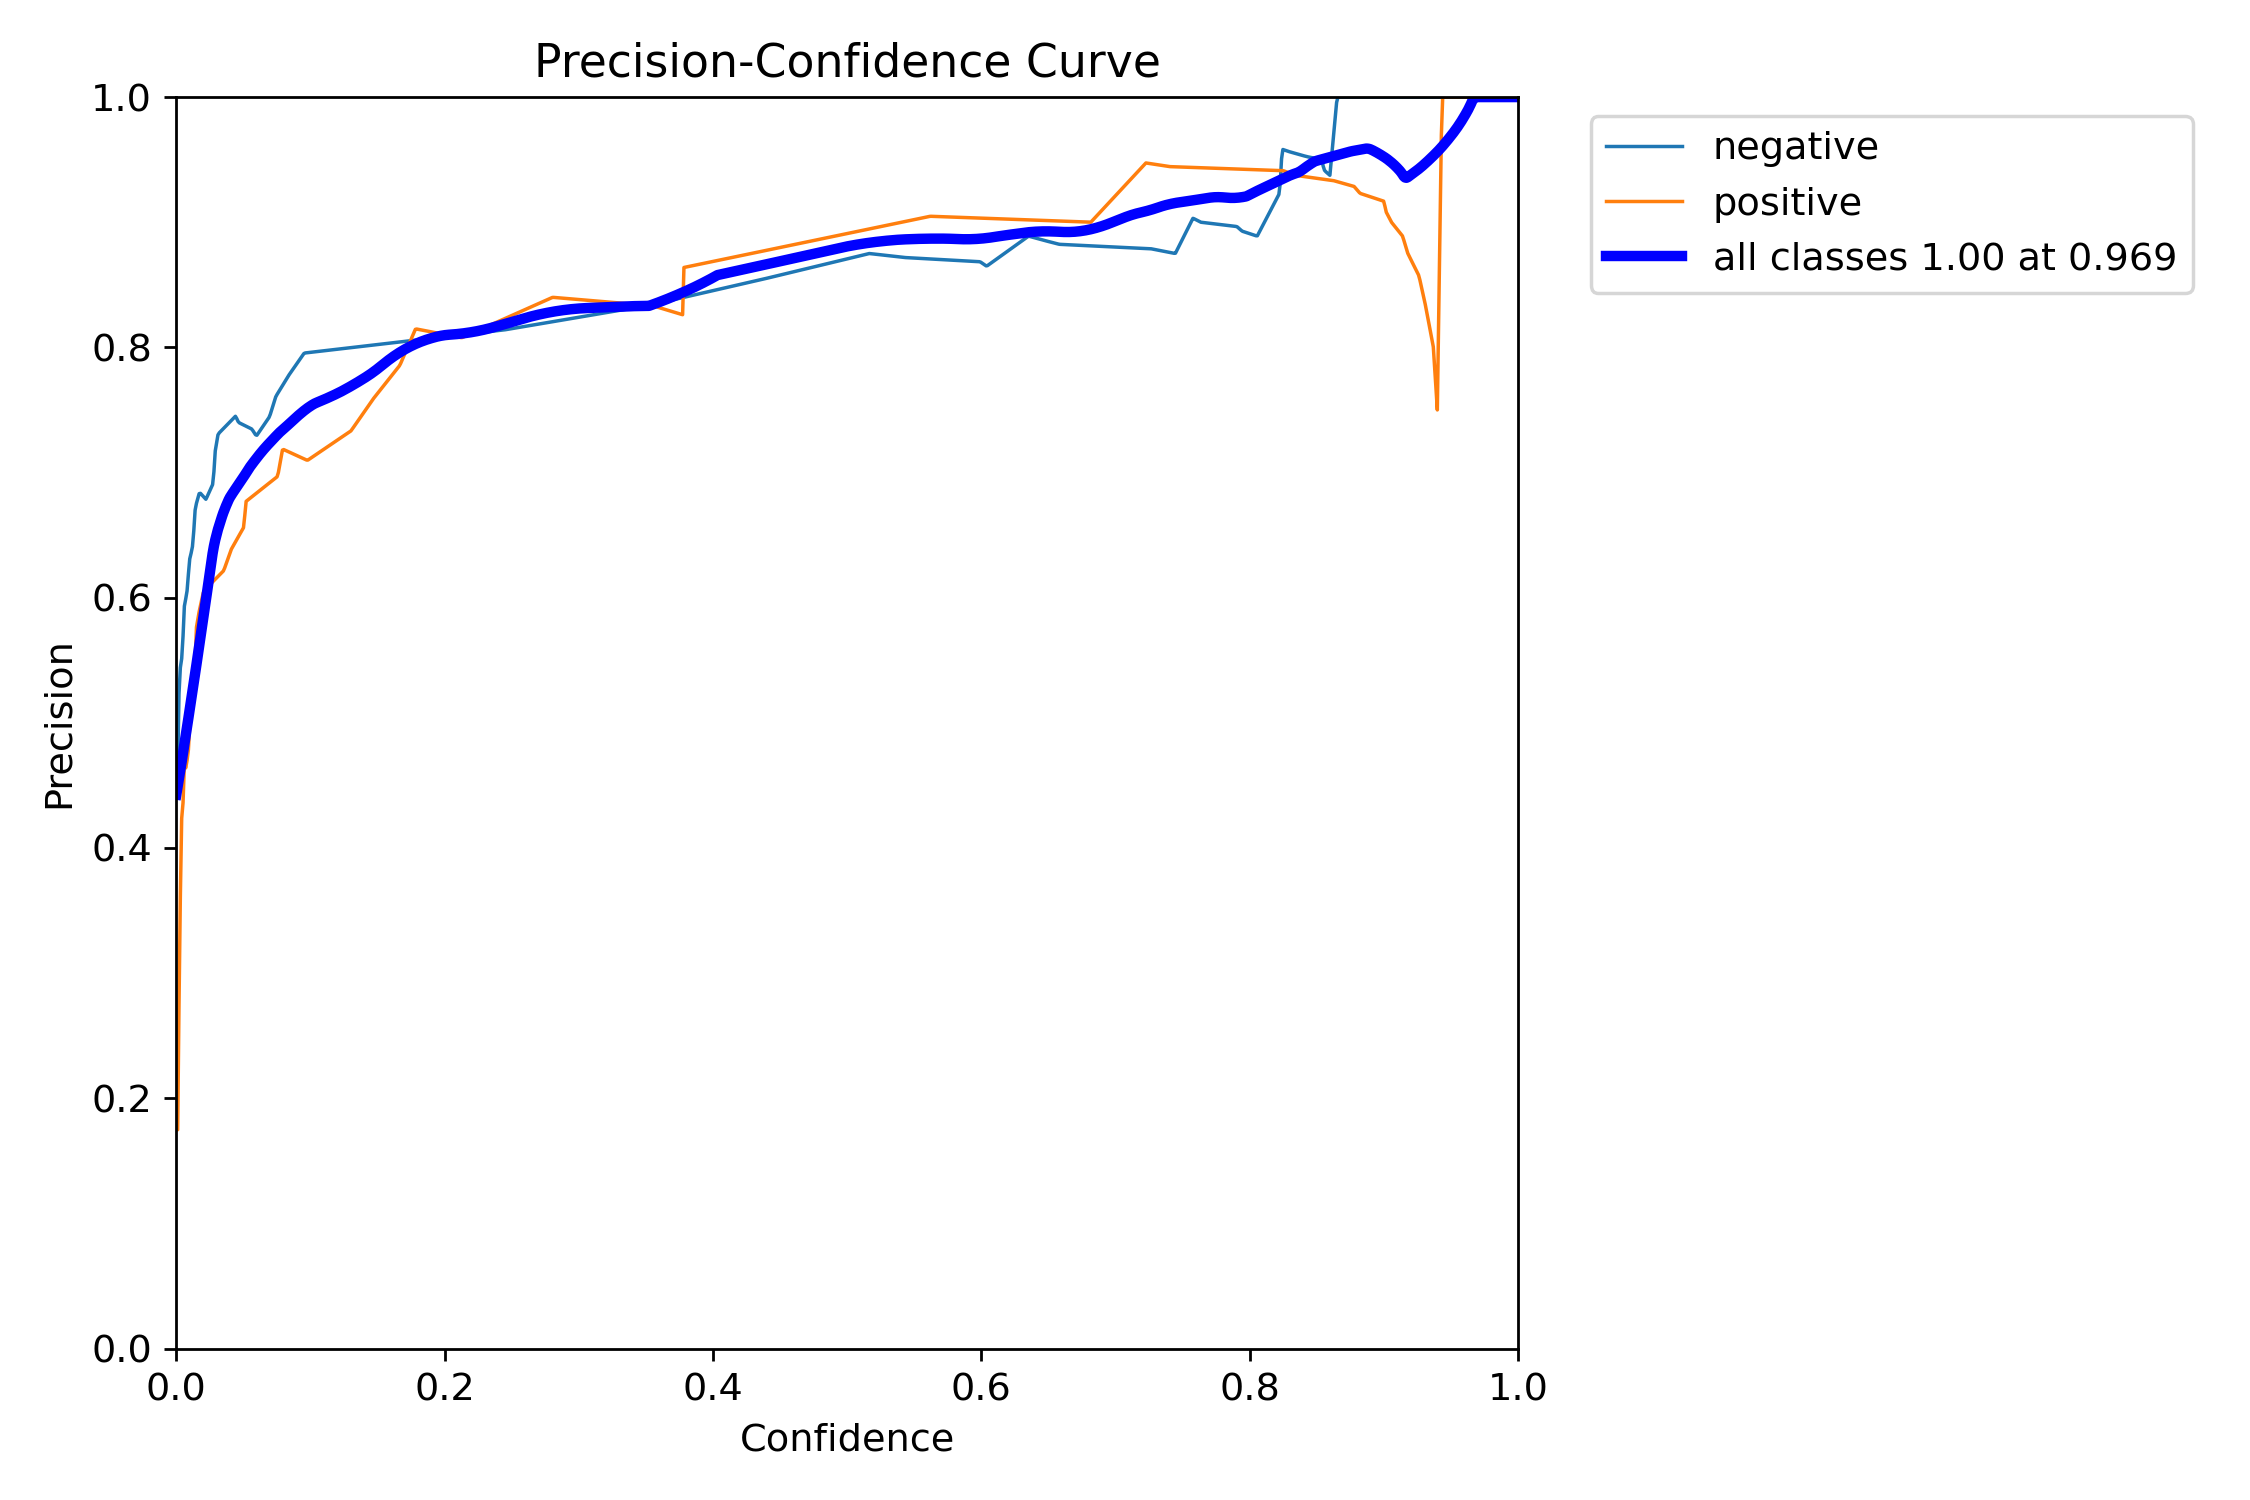 Precision-Confidence Curve
1.0
0.8
0.6
0.4
0.2
0.0
Precision
0.0 0.2 0.4 0.6 0.8 1.0
Confidence
negative
positive
all classes 1.00 at 0.969